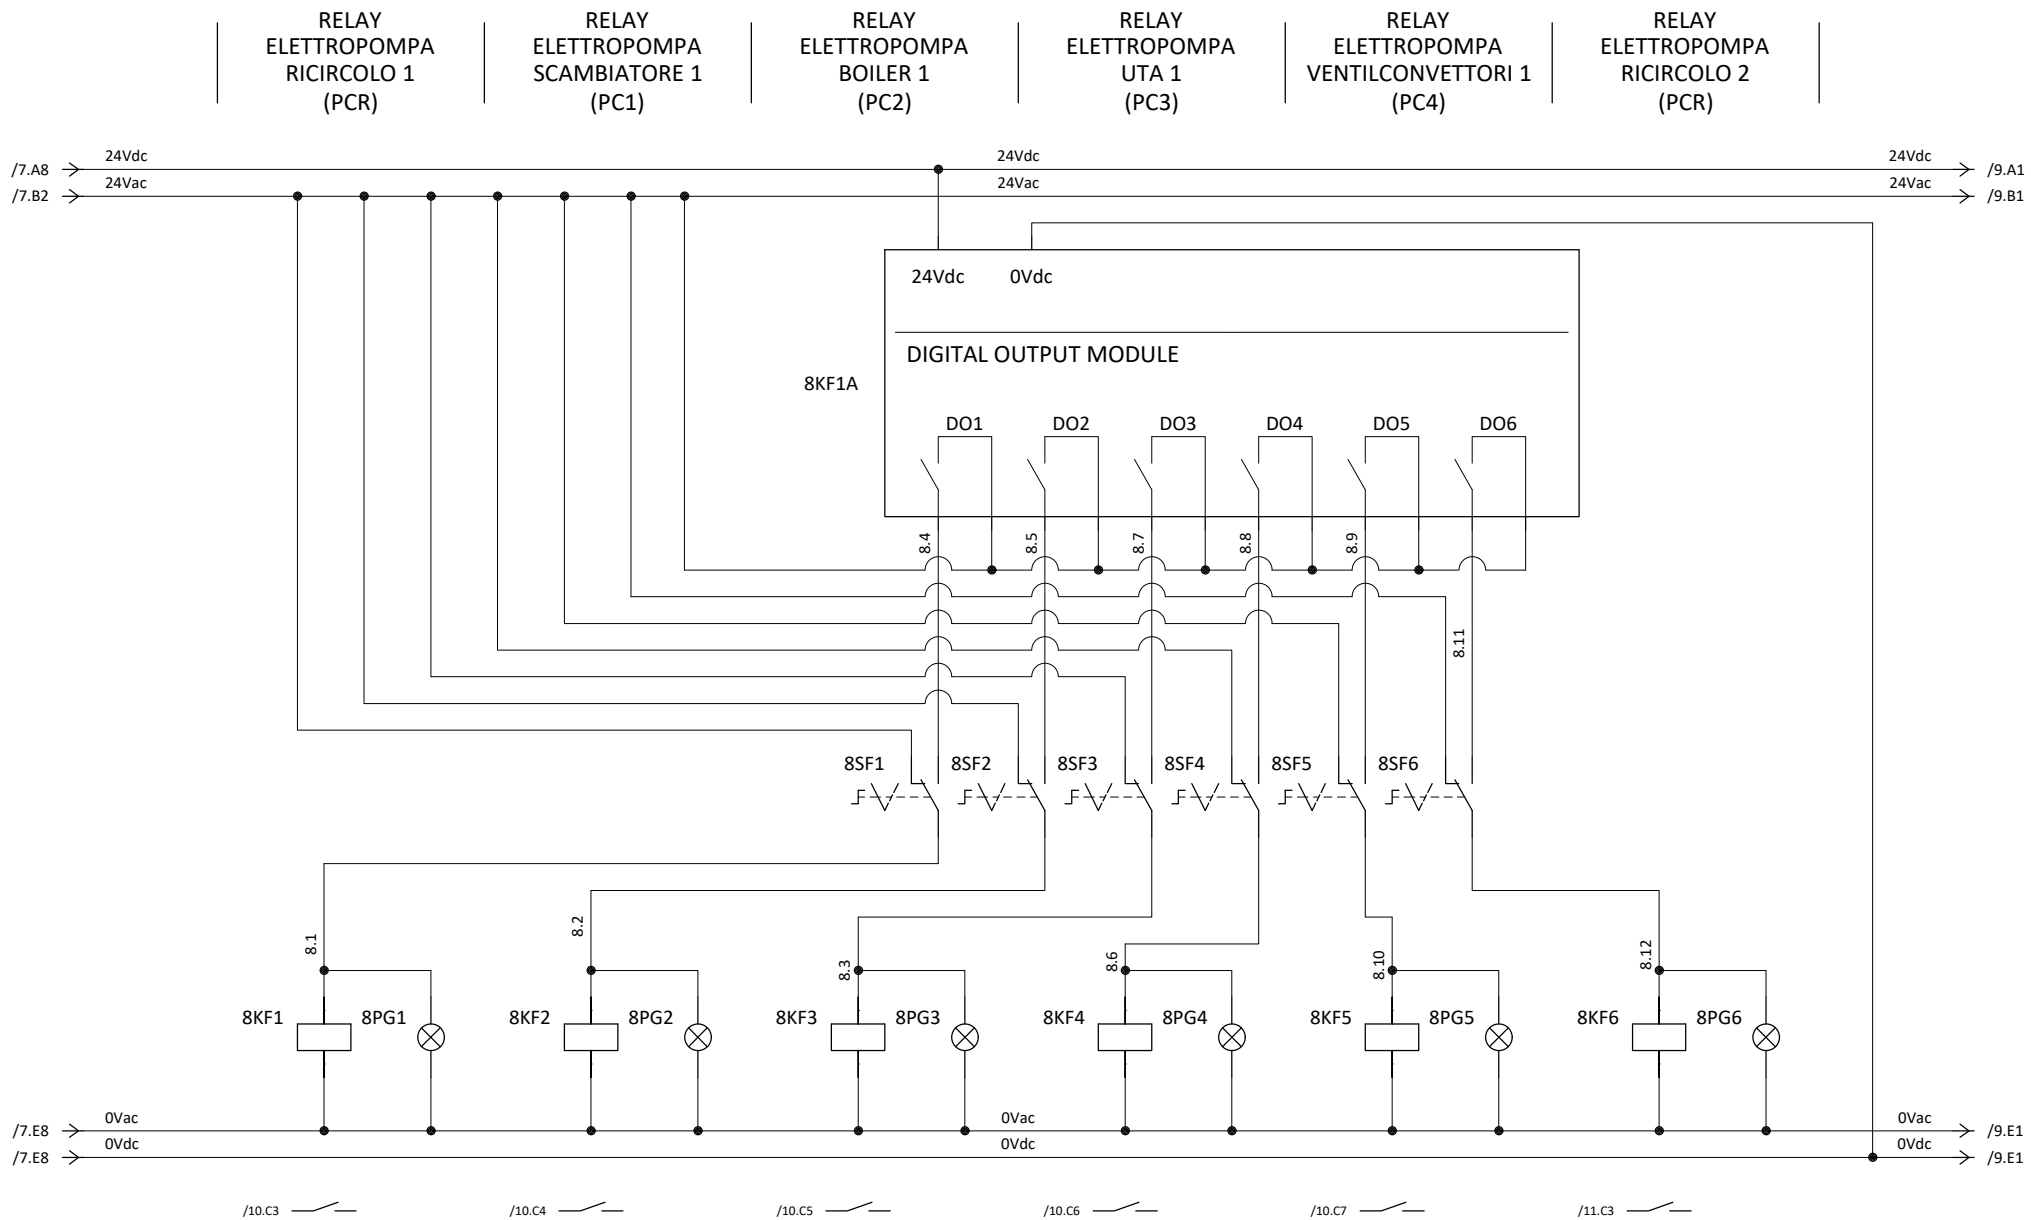 RELAY
ELETTROPOMPA
RICIRCOLO 1
(PCR)
RELAY
ELETTROPOMPA
SCAMBIATORE 1
(PC1)
RELAY
ELETTROPOMPA
BOILER 1
(PC2)
RELAY
ELETTROPOMPA
UTA 1
(PC3)
RELAY
ELETTROPOMPA
VENTILCONVETTORI 1
(PC4)
RELAY
ELETTROPOMPA
RICIRCOLO 2
(PCR)
/7.A8 24Vdc 24Vdc 24Vdc /9.A1
/7.B2 24Vac 24Vac 24Vac /9.B1
24Vdc 0Vdc
DIGITAL OUTPUT MODULE
8KF1A
DO1 DO2 DO3 DO4 DO5 DO6
8.4 8.5 8.7 8.8 8.9
8.11
8SF1 8SF2 8SF3 8SF4 8SF5 8SF6
8.1 8.2 8.3 8.6 8.10 8.12
8KF1 8PG1 8KF2 8PG2 8KF3 8PG3 8KF4 8PG4 8KF5 8PG5 8KF6 8PG6
/7.E8 0Vac 0Vac 0Vac /9.E1
/7.E8 0Vdc 0Vdc 0Vdc /9.E1
/10.C3 /10.C4 /10.C5 /10.C6 /10.C7 /11.C3